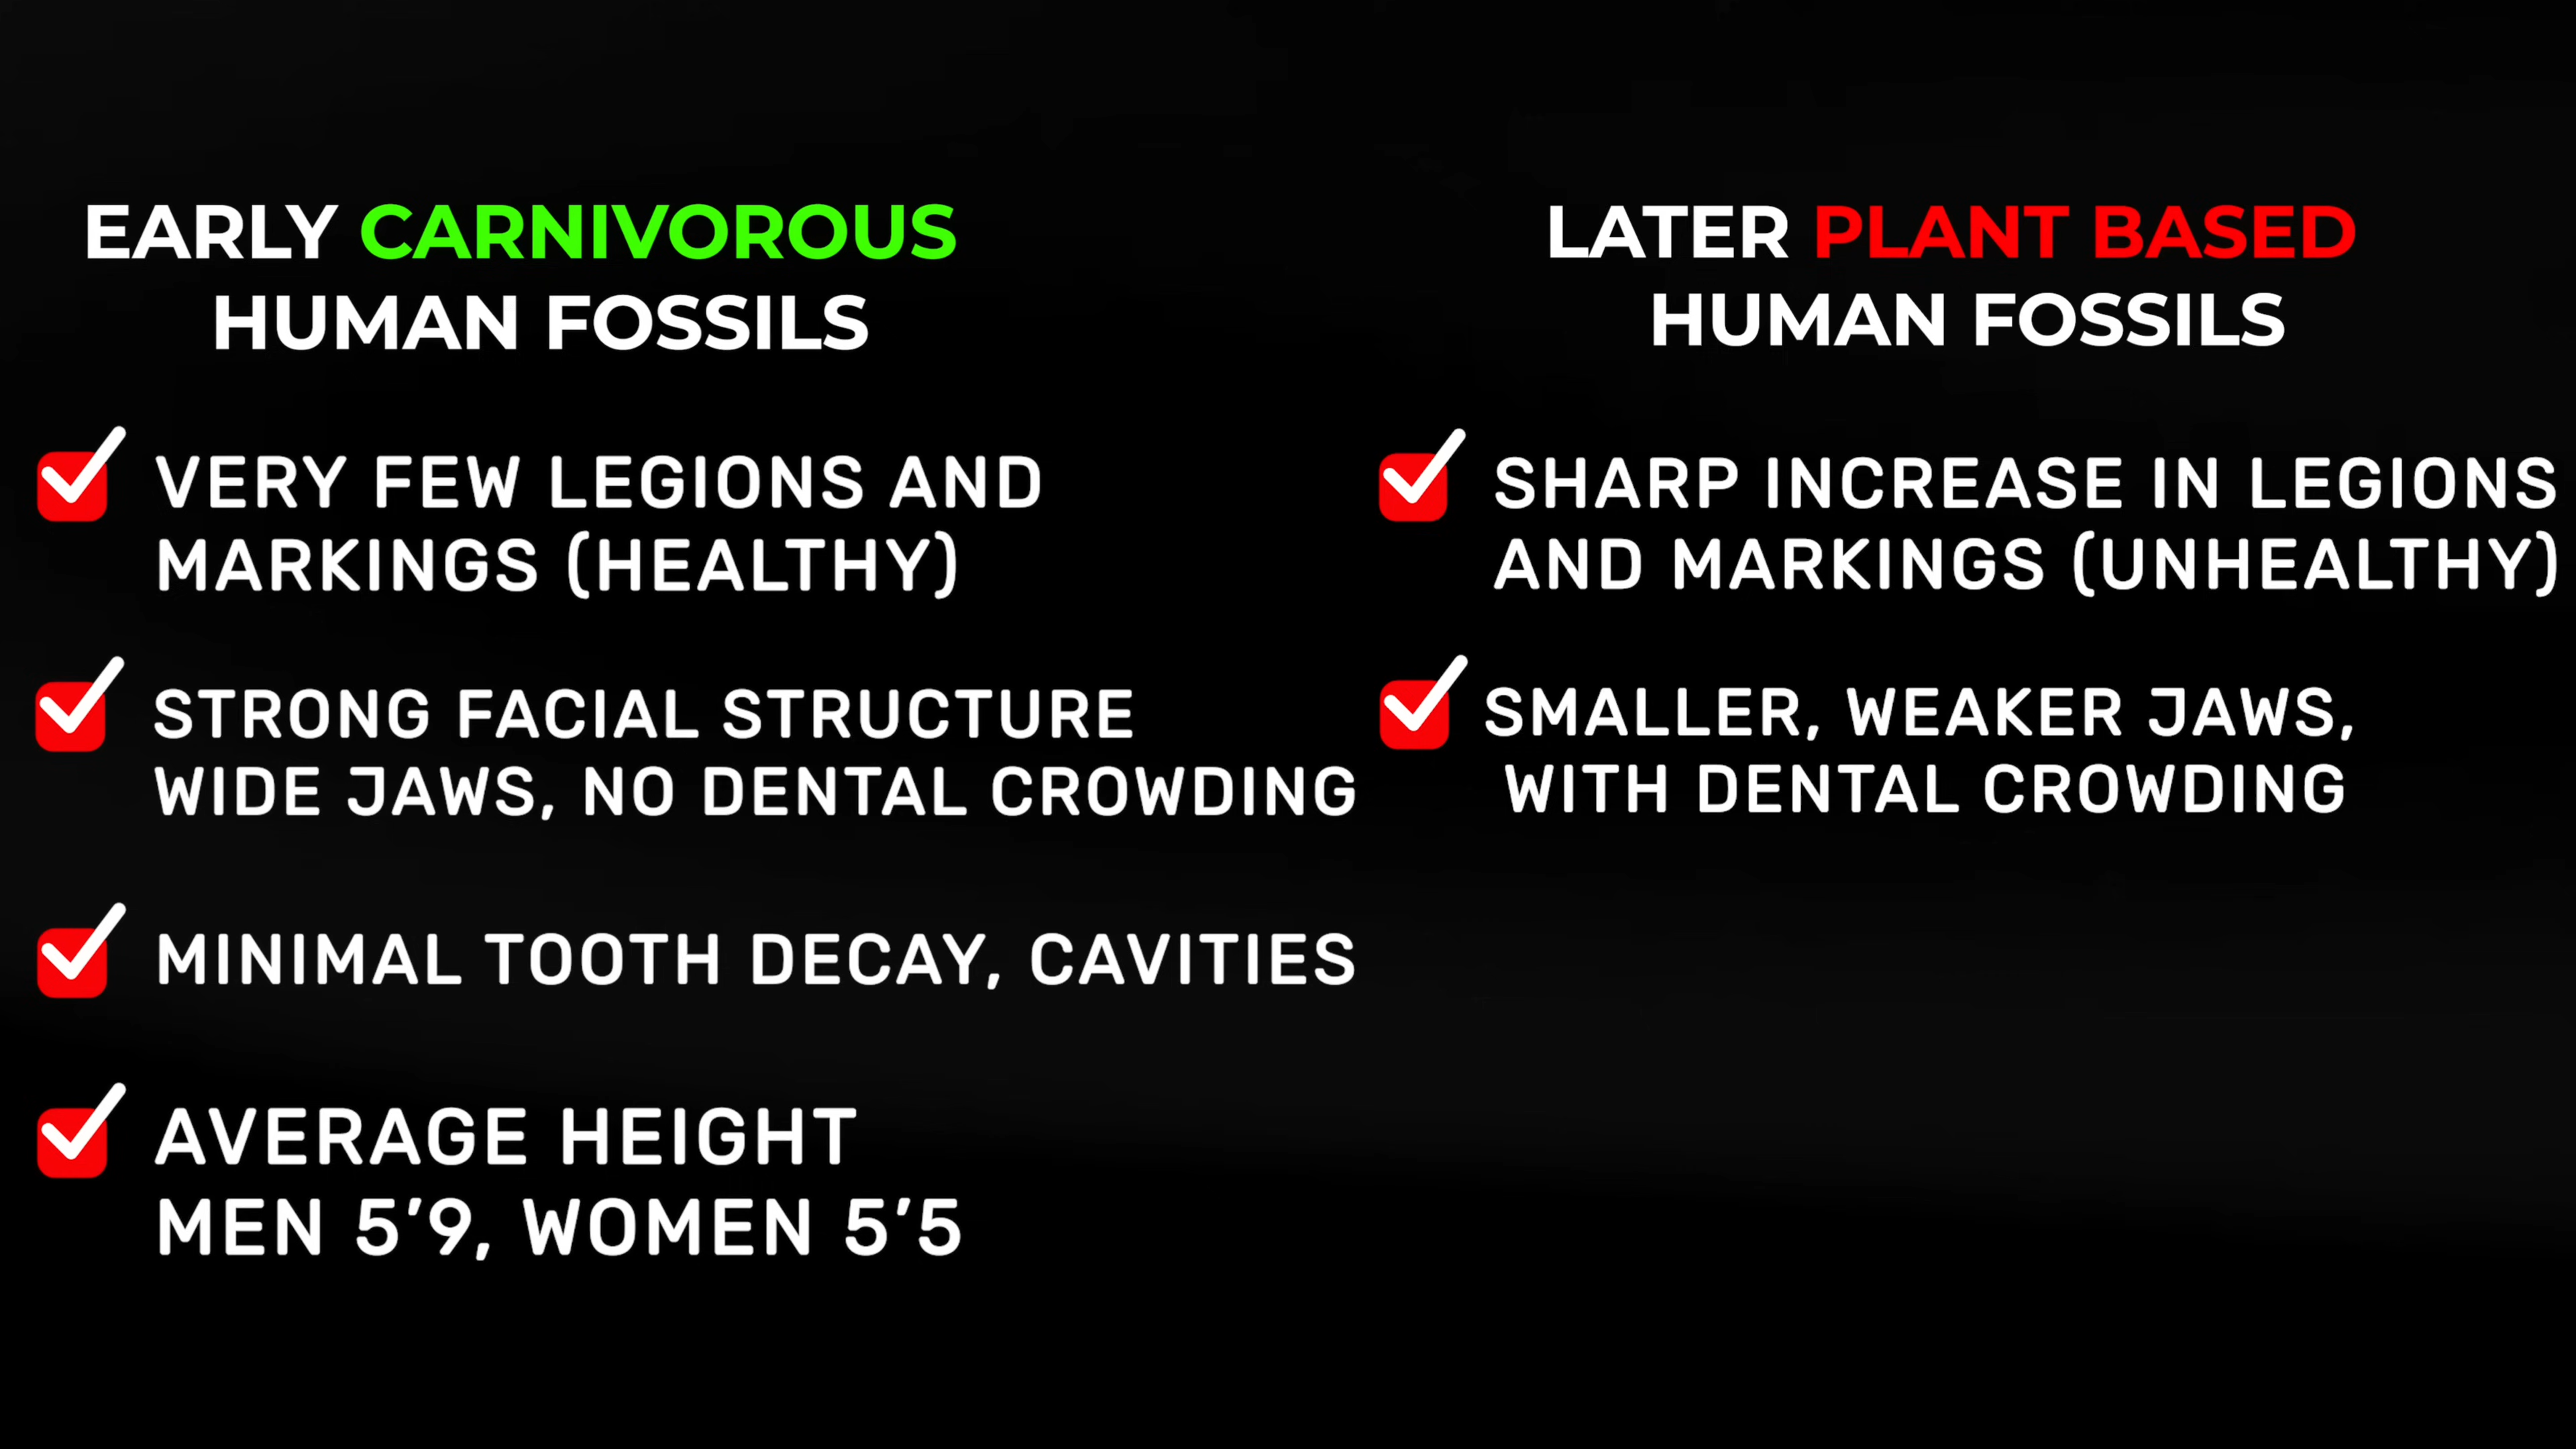 EARLY CARNIVOROUS
HUMAN FOSSILS
VERY FEW LEGIONS AND
MARKINGS (HEALTHY)
STRONG FACIAL STRUCTURE
WIDE JAWS, NO DENTAL CROWDING
MINIMAL TOOTH DECAY, CAVITIES
AVERAGE HEIGHT
MEN 5'9, WOMEN 5'5
LATER PLANT BASED
HUMAN FOSSILS
SHARP INCREASE IN LEGIONS
AND MARKINGS (UNHEALTHY)
SMALLER, WEAKER JAWS,
WITH DENTAL CROWDING